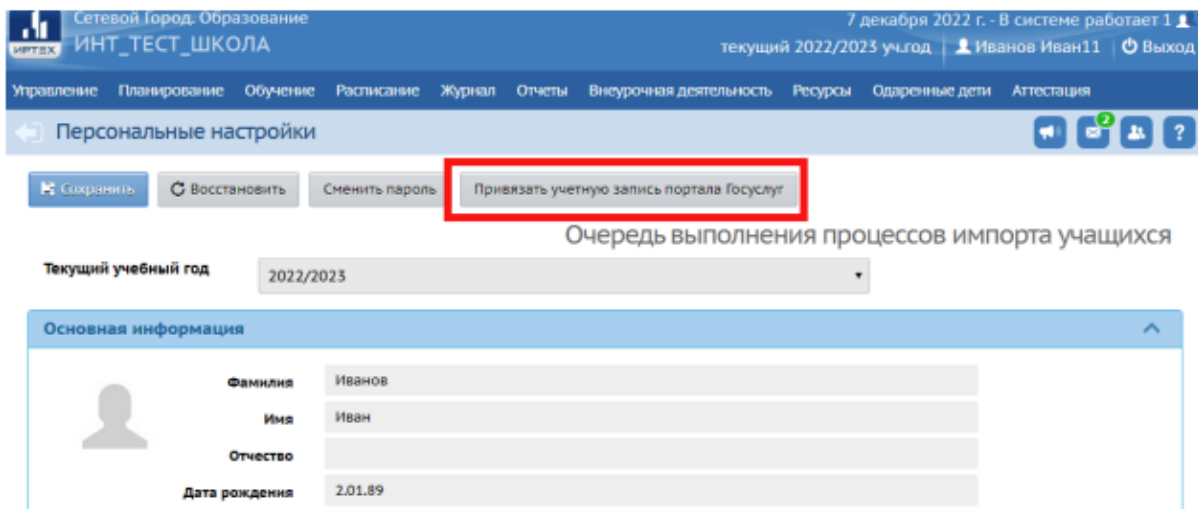 Сетевой Город. Образование
7 декабря 2022 г. - В системе работает 1
ИРТЕХ
ИНТ_ТЕСТ_ШКОЛА
текущий 2022/2023 уч.год
Иванов Иван11
Выход
Управление Планирование Обучение Расписание Журнал Отчеты Внеурочная деятельность Ресурсы Одаренные дети Аттестация
Персональные настройки
2
?
Сохранить
Восстановить
Сменить пароль
Привязать учетную запись портала Госуслуг
Очередь выполнения процессов импорта учащихся
Текущий учебный год
2022/2023
Основная информация
Фамилия Иванов
Имя Иван
Отчество
Дата рождения 2.01.89